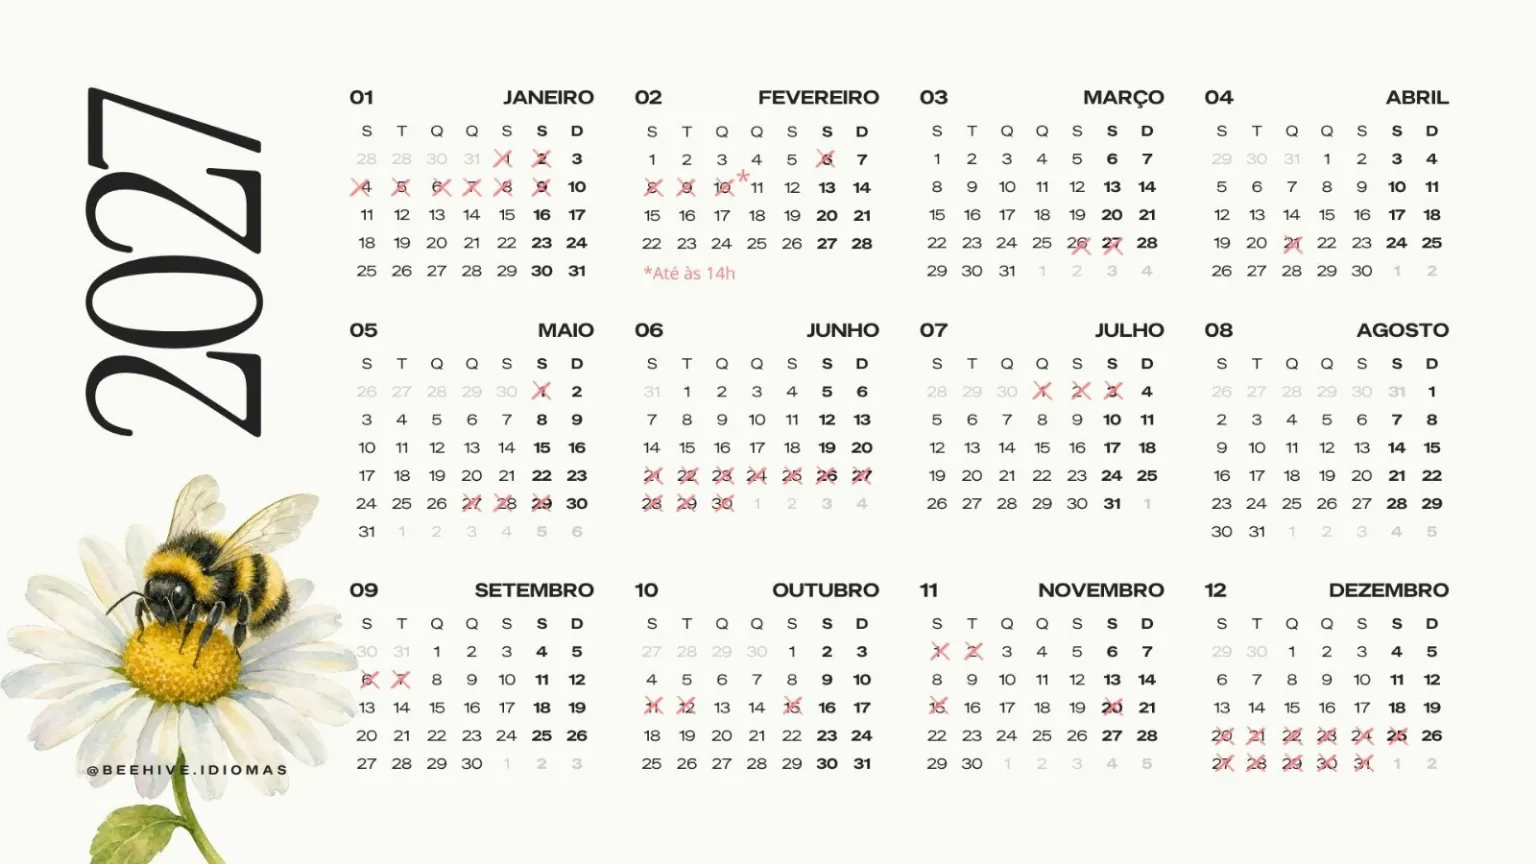 2027
01 JANEIRO
S T Q Q S S D
28 28 30 31 1 2 3
4 5 6 7 8 9 10
11 12 13 14 15 16 17
18 19 20 21 22 23 24
25 26 27 28 29 30 31
02 FEVEREIRO
S T Q Q S S D
1 2 3 4 5 6 7
8 9 10 * 11 12 13 14
15 16 17 18 19 20 21
22 23 24 25 26 27 28
*Até às 14h
03 MARÇO
S T Q Q S S D
1 2 3 4 5 6 7
8 9 10 11 12 13 14
15 16 17 18 19 20 21
22 23 24 25 26 27 28
29 30 31 1 2 3 4
04 ABRIL
S T Q Q S S D
29 30 31 1 2 3 4
5 6 7 8 9 10 11
12 13 14 15 16 17 18
19 20 21 22 23 24 25
26 27 28 29 30 1 2
05 MAIO
S T Q Q S S D
26 27 28 29 30 1 2
3 4 5 6 7 8 9
10 11 12 13 14 15 16
17 18 19 20 21 22 23
24 25 26 27 28 29 30
31 1 2 3 4 5 6
06 JUNHO
S T Q Q S S D
31 1 2 3 4 5 6
7 8 9 10 11 12 13
14 15 16 17 18 19 20
21 22 23 24 25 26 27
28 29 30 1 2 3 4
07 JULHO
S T Q Q S S D
28 29 30 1 2 3 4
5 6 7 8 9 10 11
12 13 14 15 16 17 18
19 20 21 22 23 24 25
26 27 28 29 30 31 1
08 AGOSTO
S T Q Q S S D
26 27 28 29 30 31 1
2 3 4 5 6 7 8
9 10 11 12 13 14 15
16 17 18 19 20 21 22
23 24 25 26 27 28 29
30 31 1 2 3 4 5
09 SETEMBRO
S T Q Q S S D
30 31 1 2 3 4 5
6 7 8 9 10 11 12
13 14 15 16 17 18 19
20 21 22 23 24 25 26
27 28 29 30 1 2 3
10 OUTUBRO
S T Q Q S S D
27 28 29 30 1 2 3
4 5 6 7 8 9 10
11 12 13 14 15 16 17
18 19 20 21 22 23 24
25 26 27 28 29 30 31
11 NOVEMBRO
S T Q Q S S D
1 2 3 4 5 6 7
8 9 10 11 12 13 14
15 16 17 18 19 20 21
22 23 24 25 26 27 28
29 30 1 2 3 4 5
12 DEZEMBRO
S T Q Q S S D
29 30 1 2 3 4 5
6 7 8 9 10 11 12
13 14 15 16 17 18 19
20 21 22 23 24 25 26
27 28 29 30 31 1 2
@BEEHIVE.IDIOMAS